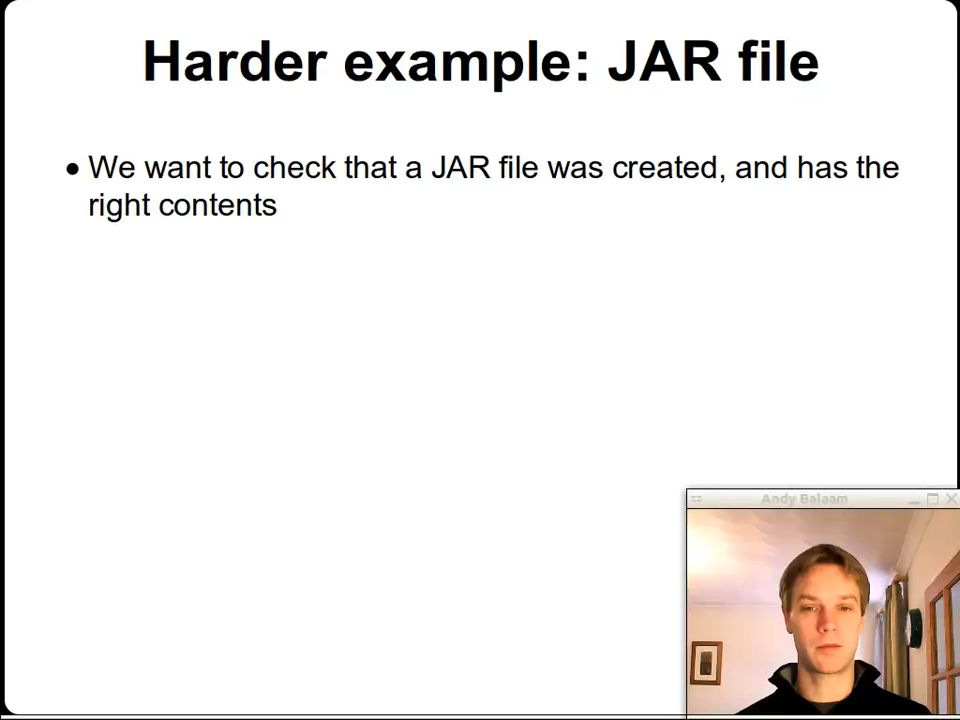 Harder example: JAR file
• We want to check that a JAR file was created, and has the
right contents
Andy Balaam